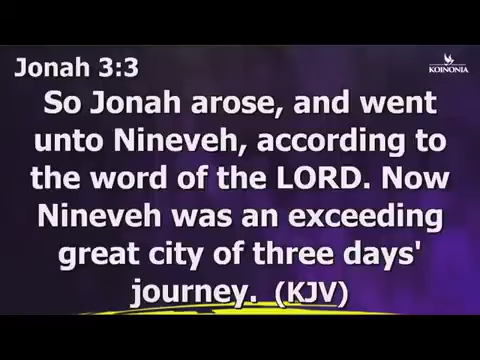 Jonah 3:3
KOINONIA
So Jonah arose, and went
unto Nineveh, according to
the word of the LORD. Now
Nineveh was an exceeding
great city of three days'
journey. (KJV)